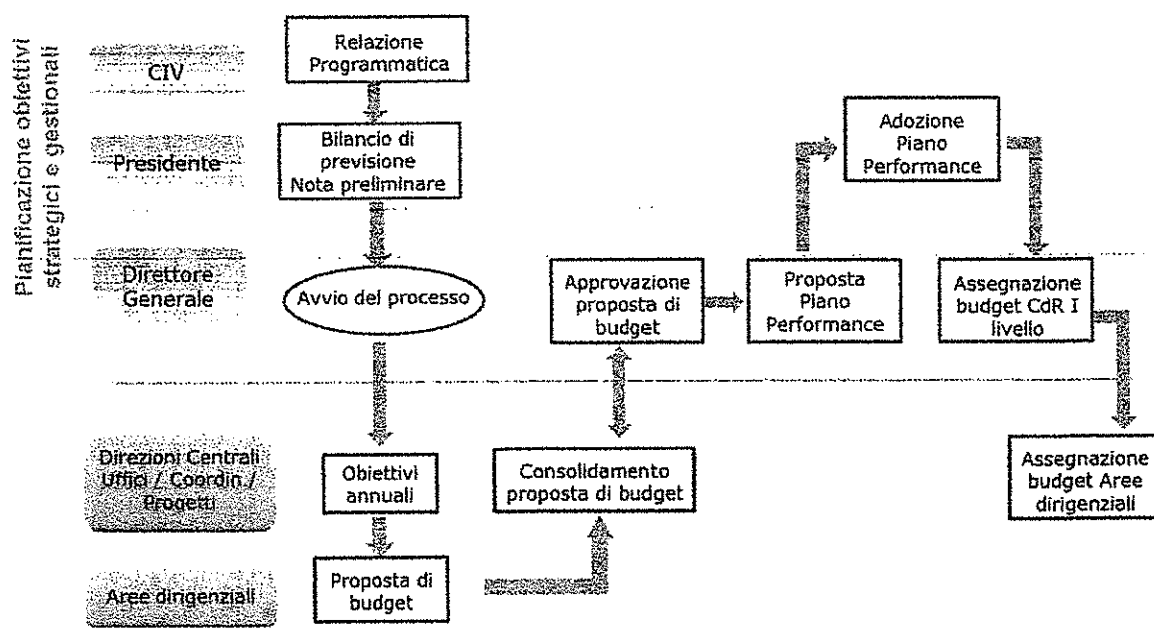 Pianificazione obiettivi
strategici e gestionali
CIV
Relazione
Programmatica
Presidente
Bilancio di
previsione
Nota preliminare
Adozione
Piano
Performance
Direttore
Generale
Avvio del processo
Approvazione
proposta di
budget
Proposta
Piano
Performance
Assegnazione
budget CdR I
livello
Direzioni Centrali
Uffici / Coordin /
Progetti
Obiettivi
annuali
Consolidamento
proposta di budget
Assegnazione
budget Aree
dirigenziali
Aree dirigenziali
Proposta di
budget